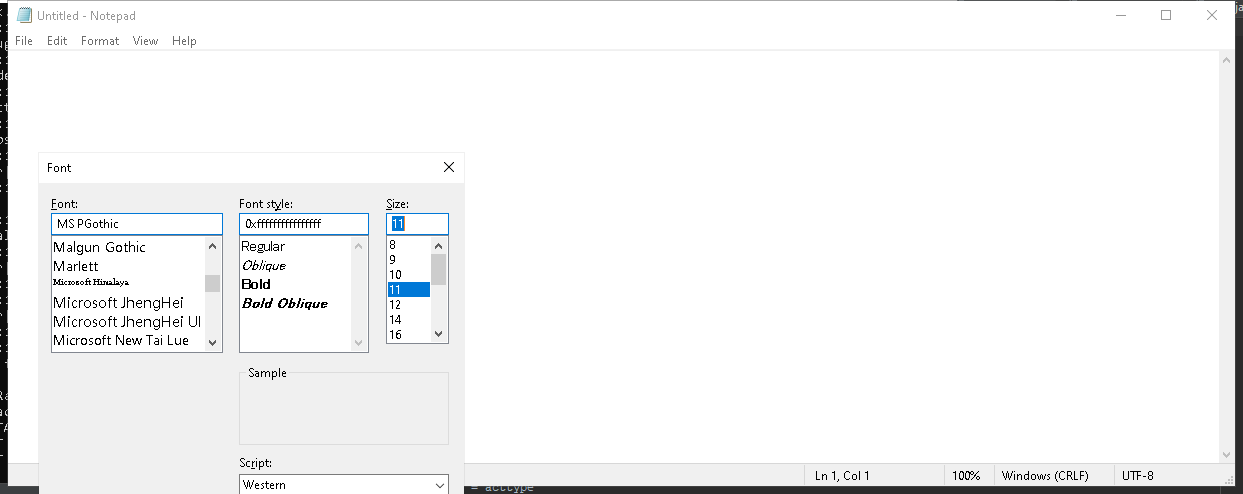 Untitled - Notepad
File Edit Format View Help
Font
Font: Font style: Size:
MS PGothic 0xffffffffffffffff 11
Malgun Gothic
Marlett
Microsoft Himalaya
Microsoft JhengHei
Microsoft JhengHei UI
Microsoft New Tai Lue
Regular
Oblique
Bold
Bold Oblique
8
9
10
11
12
14
16
Sample
Script:
Western
Ln 1, Col 1 100% Windows (CRLF) UTF-8
= acctype